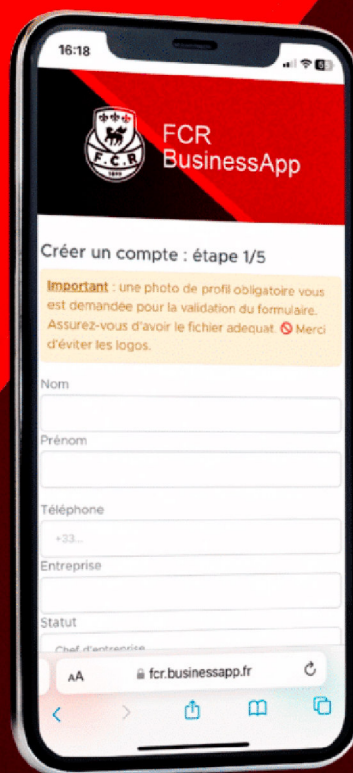 16:18
F.C.R
1899
FCR
BusinessApp
Créer un compte : étape 1/5
Important : une photo de profil obligatoire vous
est demandée pour la validation du formulaire.
Assurez-vous d'avoir le fichier adequat. 🚫 Merci
d'éviter les logos.
Nom
Prénom
Téléphone
+33...
Entreprise
Statut
Chef d'entreprise
AA
fcr.businessapp.fr